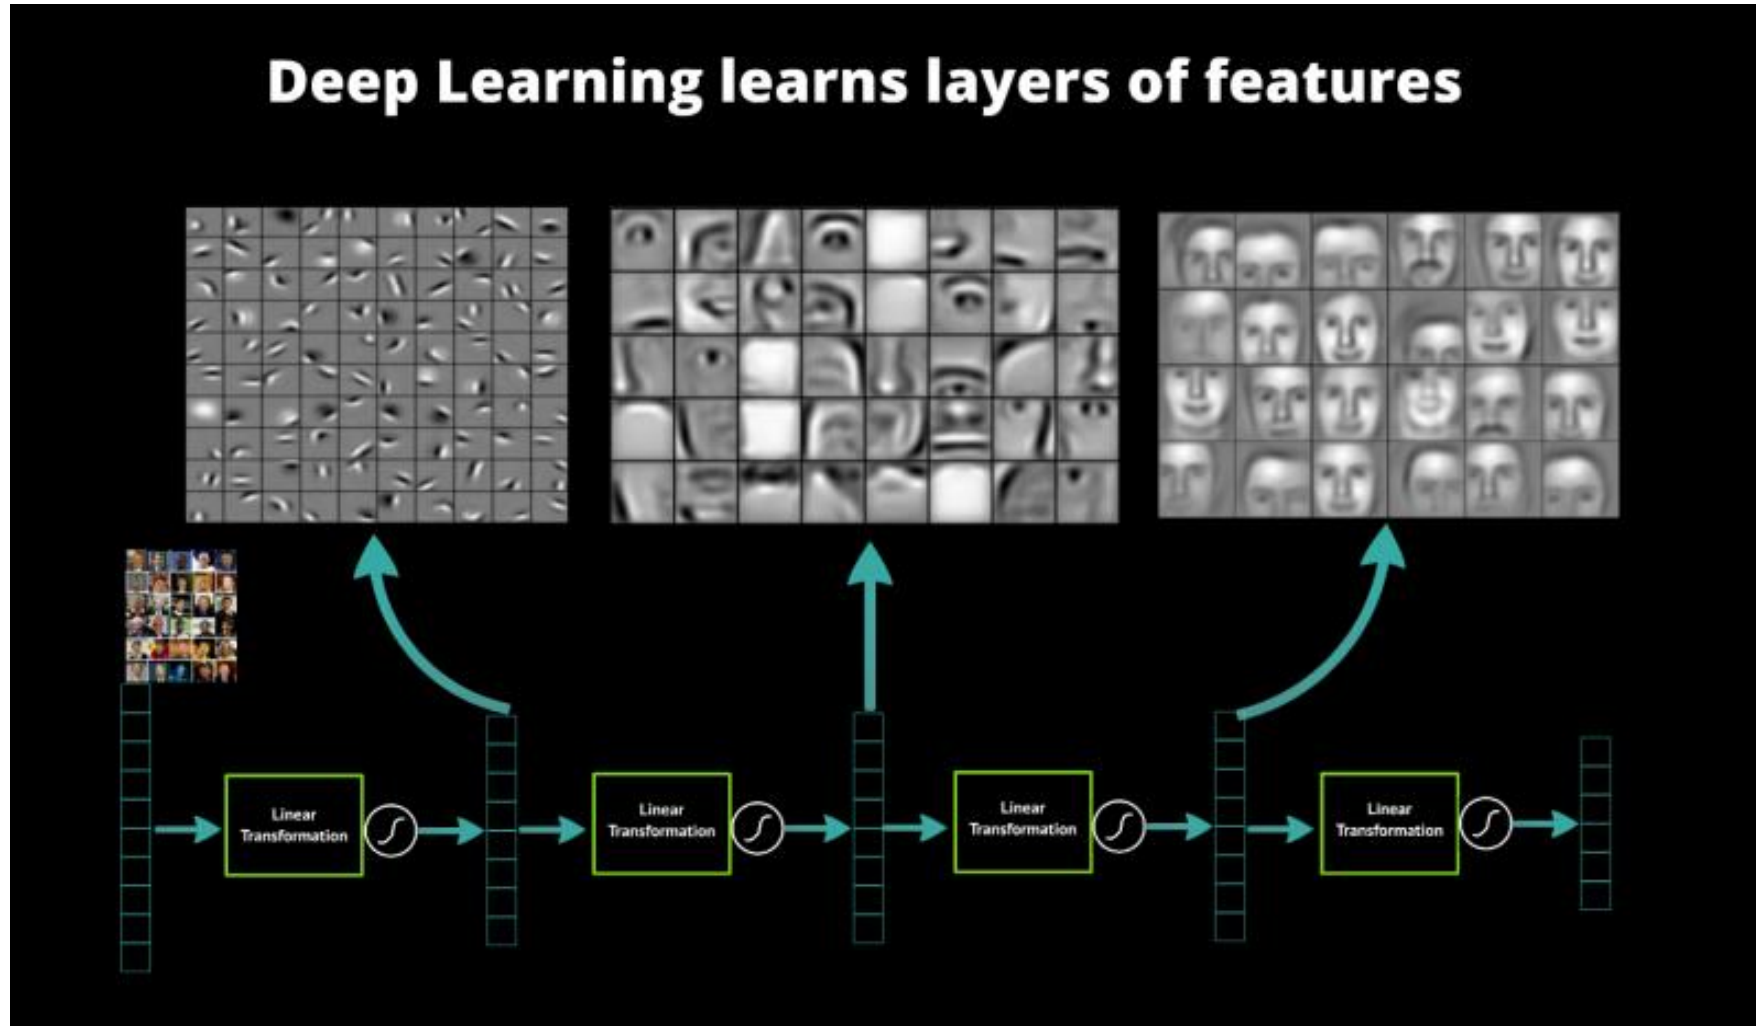 Deep Learning learns layers of features
Linear
Transformation
Linear
Transformation
Linear
Transformation
Linear
Transformation